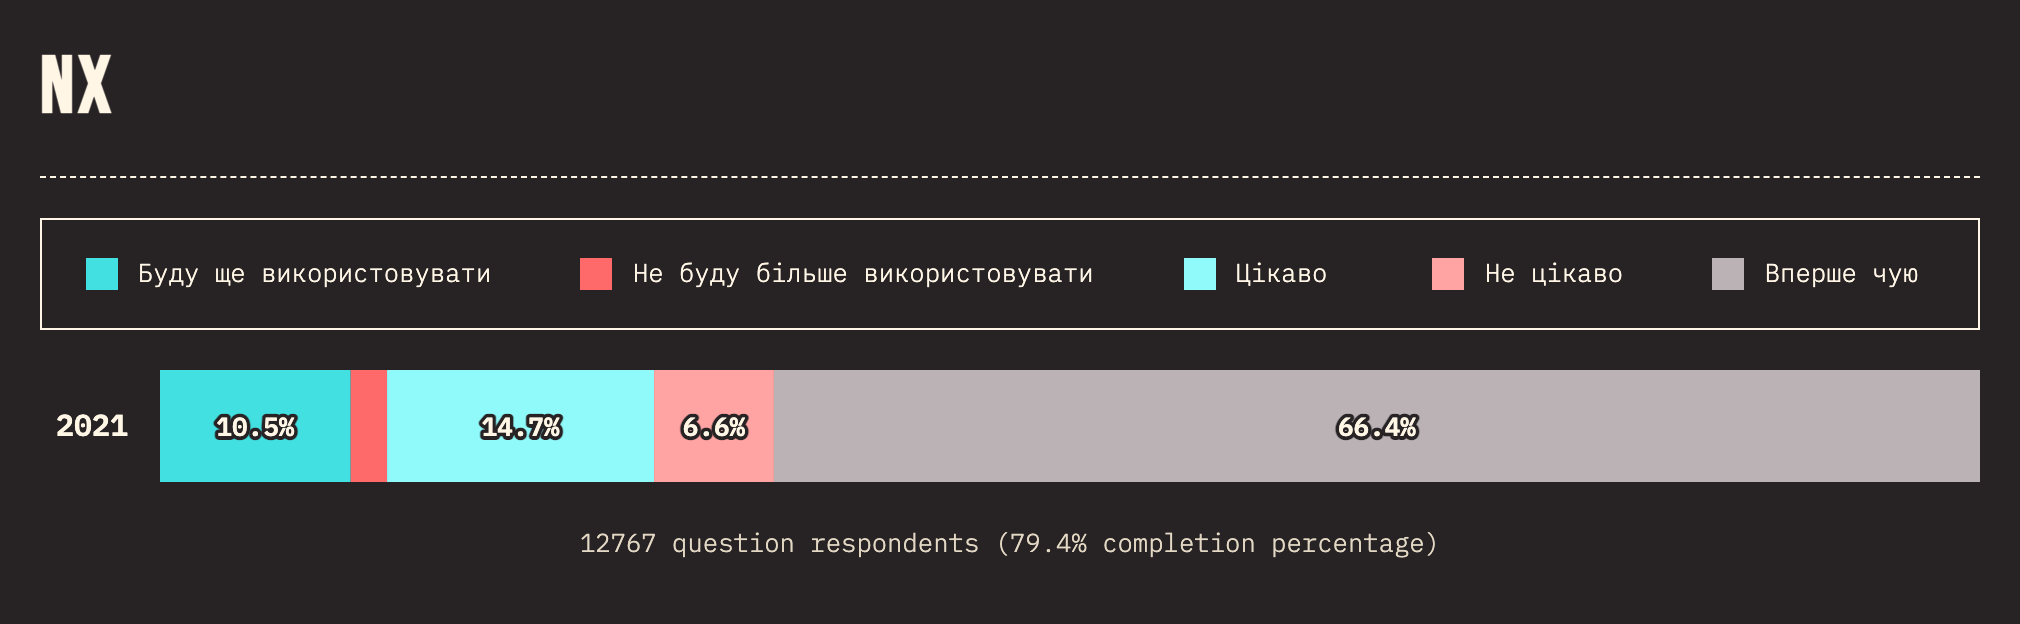 NX
Буду ще використовувати Не буду більше використовувати Цікаво Не цікаво Вперше чую
2021 10.5% 14.7% 6.6% 66.4%
12767 question respondents (79.4% completion percentage)